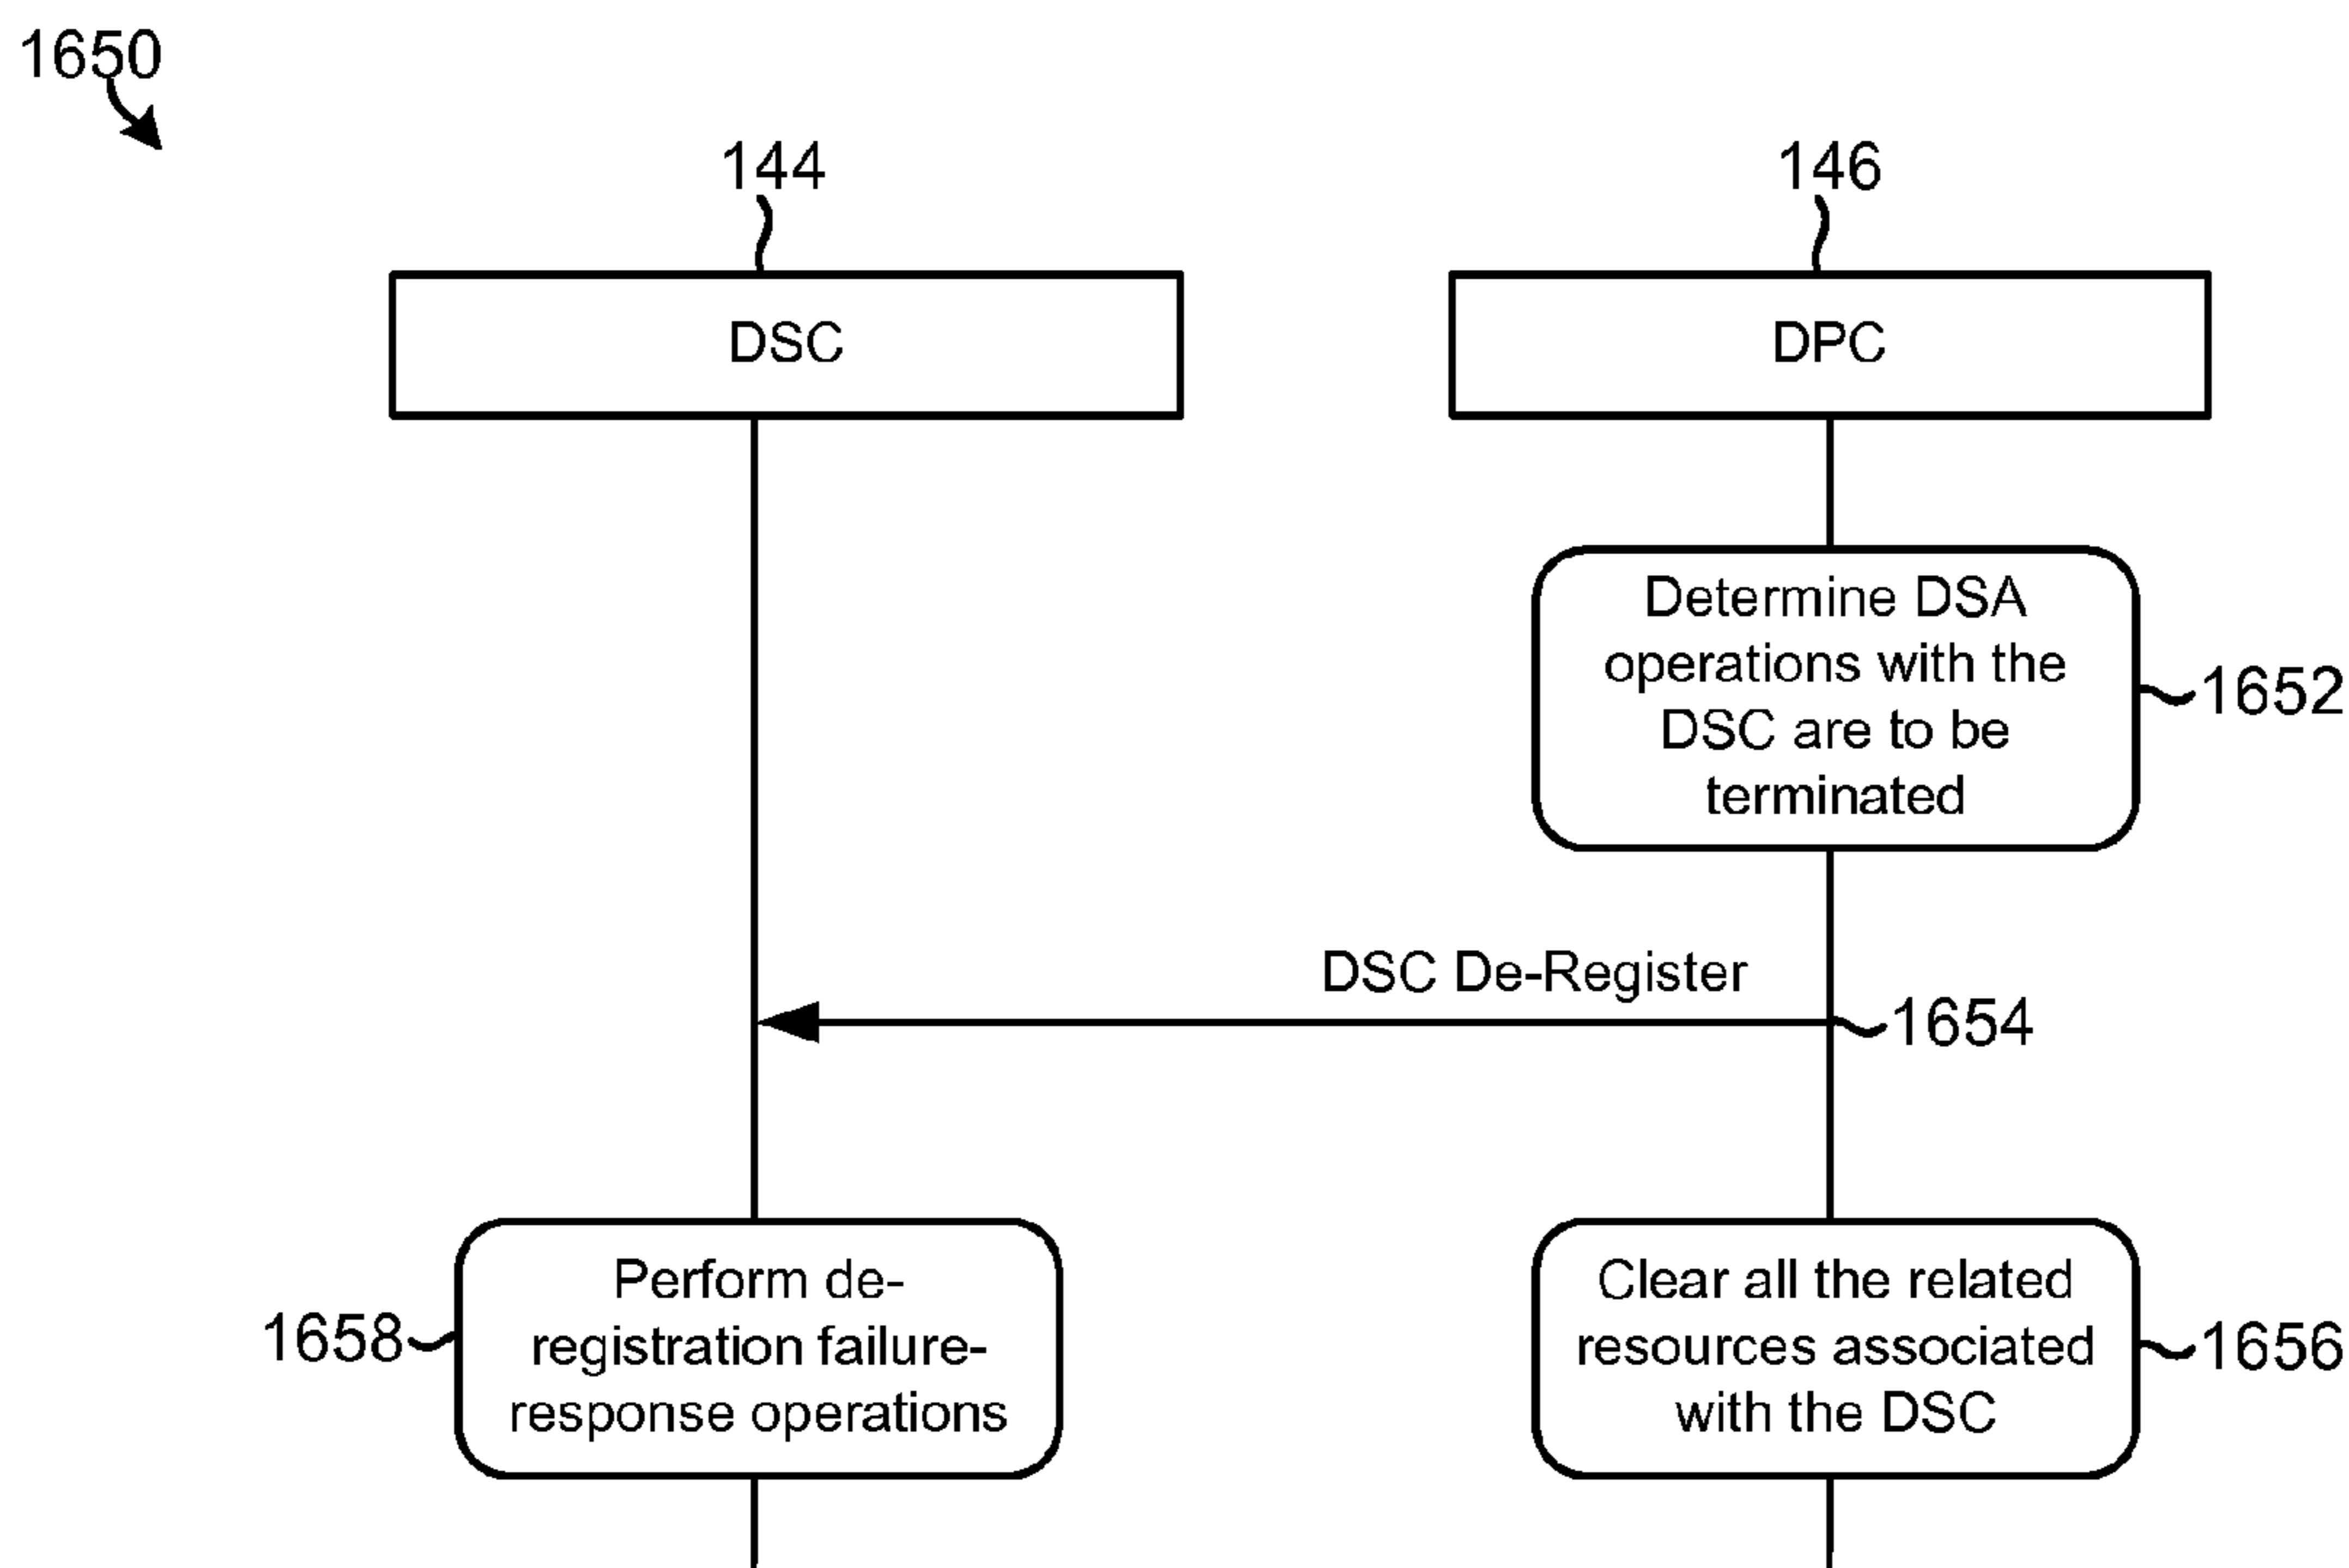 1650
144
146
DSC
DPC
Determine DSA
operations with the
DSC are to be
terminated
1652
DSC De-Register
1654
Perform de-
registration failure-
response operations
1658
Clear all the related
resources associated
with the DSC
1656